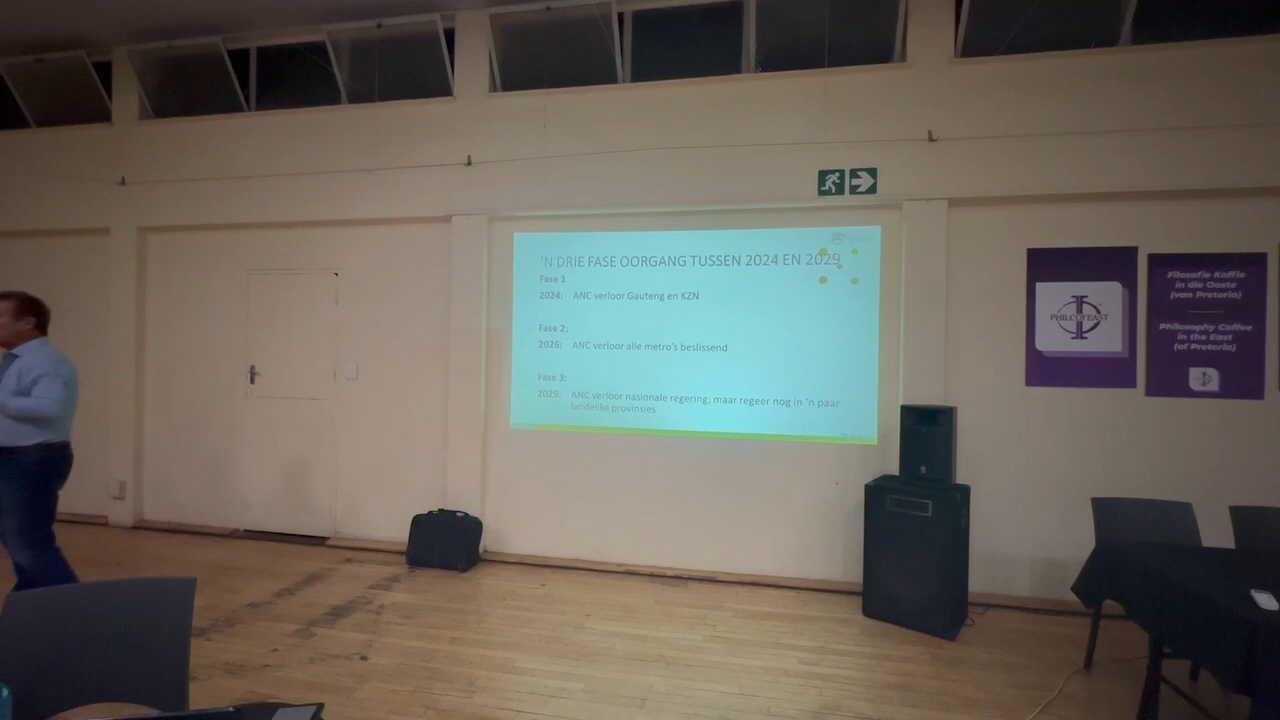 'N DRIE FASE OORGANG TUSSEN 2024 EN 2029
Fase 1
2024: ANC verloor Gauteng en KZN
Fase 2:
2026: ANC verloor alle metro's beslissend
Fase 3:
2029: ANC verloor nasionale regering, maar regeer nog in 'n paar
landelike provinsies
PHILCOFEAST
Filosofie Koffie
in die Ooste
(van Pretoria)
Philosophy Coffee
in the East
(of Pretoria)